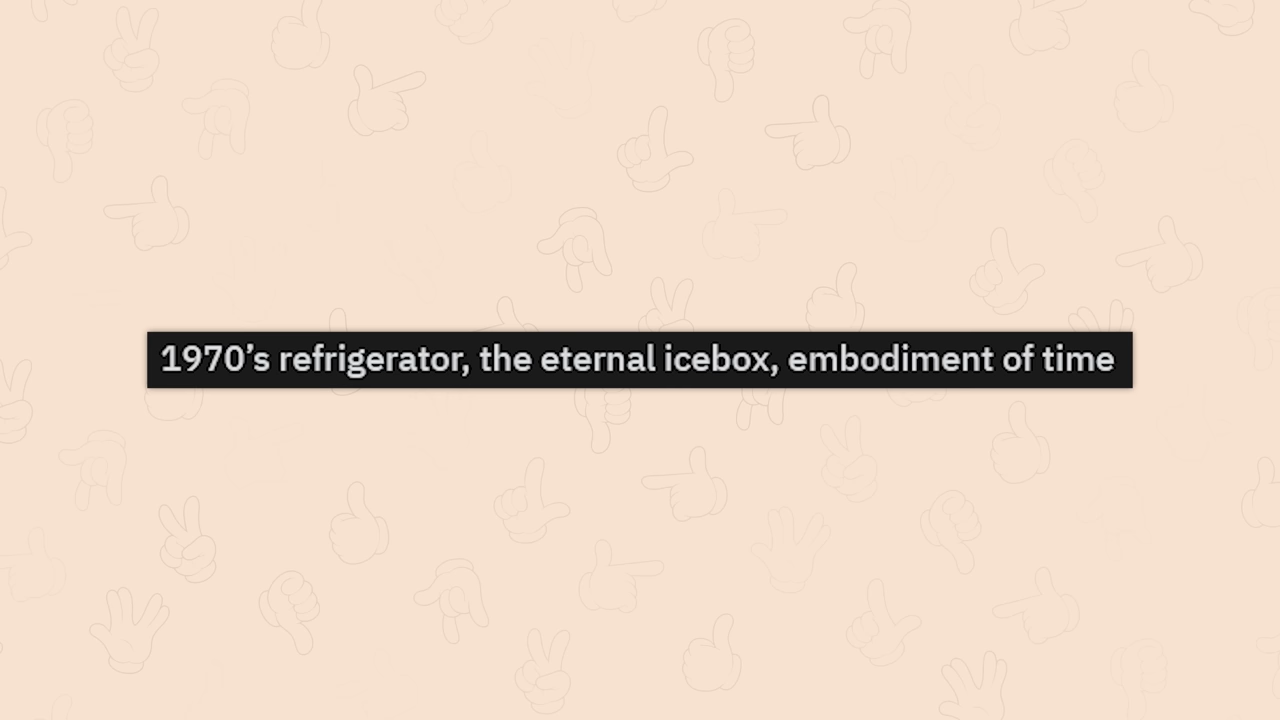 1970’s refrigerator, the eternal icebox, embodiment of time